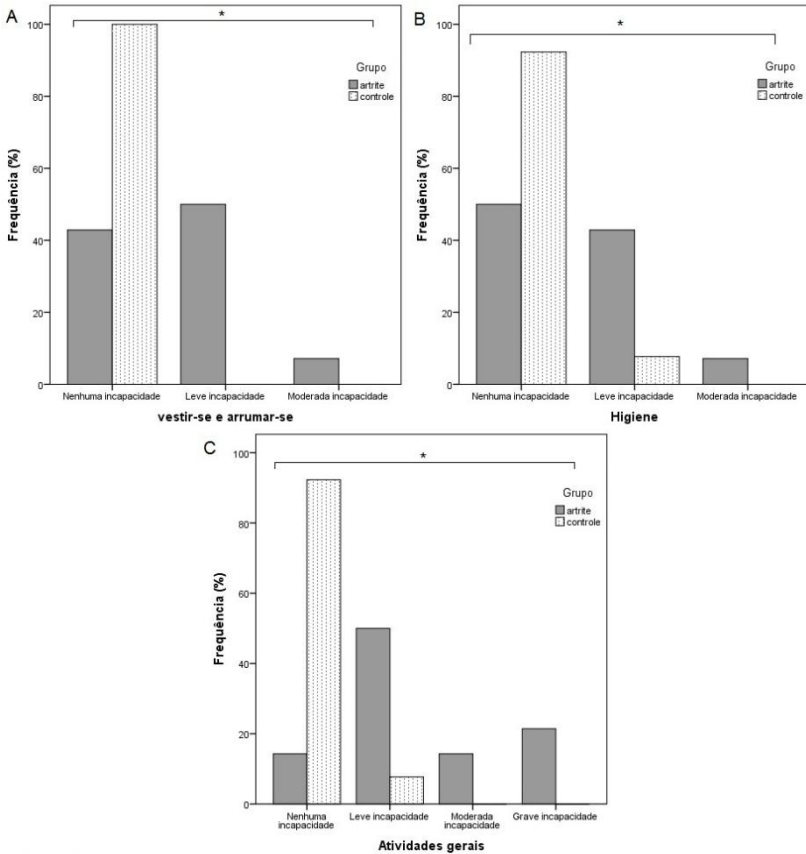 A
*
Grupo
artrite
controle
Frequência (%)
100
80
60
40
20
0
Nenhuma incapacidade
Leve incapacidade
Moderada incapacidade
vestir-se e arrumar-se
B
*
Grupo
artrite
controle
Frequência (%)
100
80
60
40
20
0
Nenhuma incapacidade
Leve incapacidade
Moderada incapacidade
Higiene
C
*
Grupo
artrite
controle
Frequência (%)
100
80
60
40
20
0
Nenhuma
incapacidade
Leve incapacidade
Moderada
incapacidade
Grave incapacidade
Atividades gerais